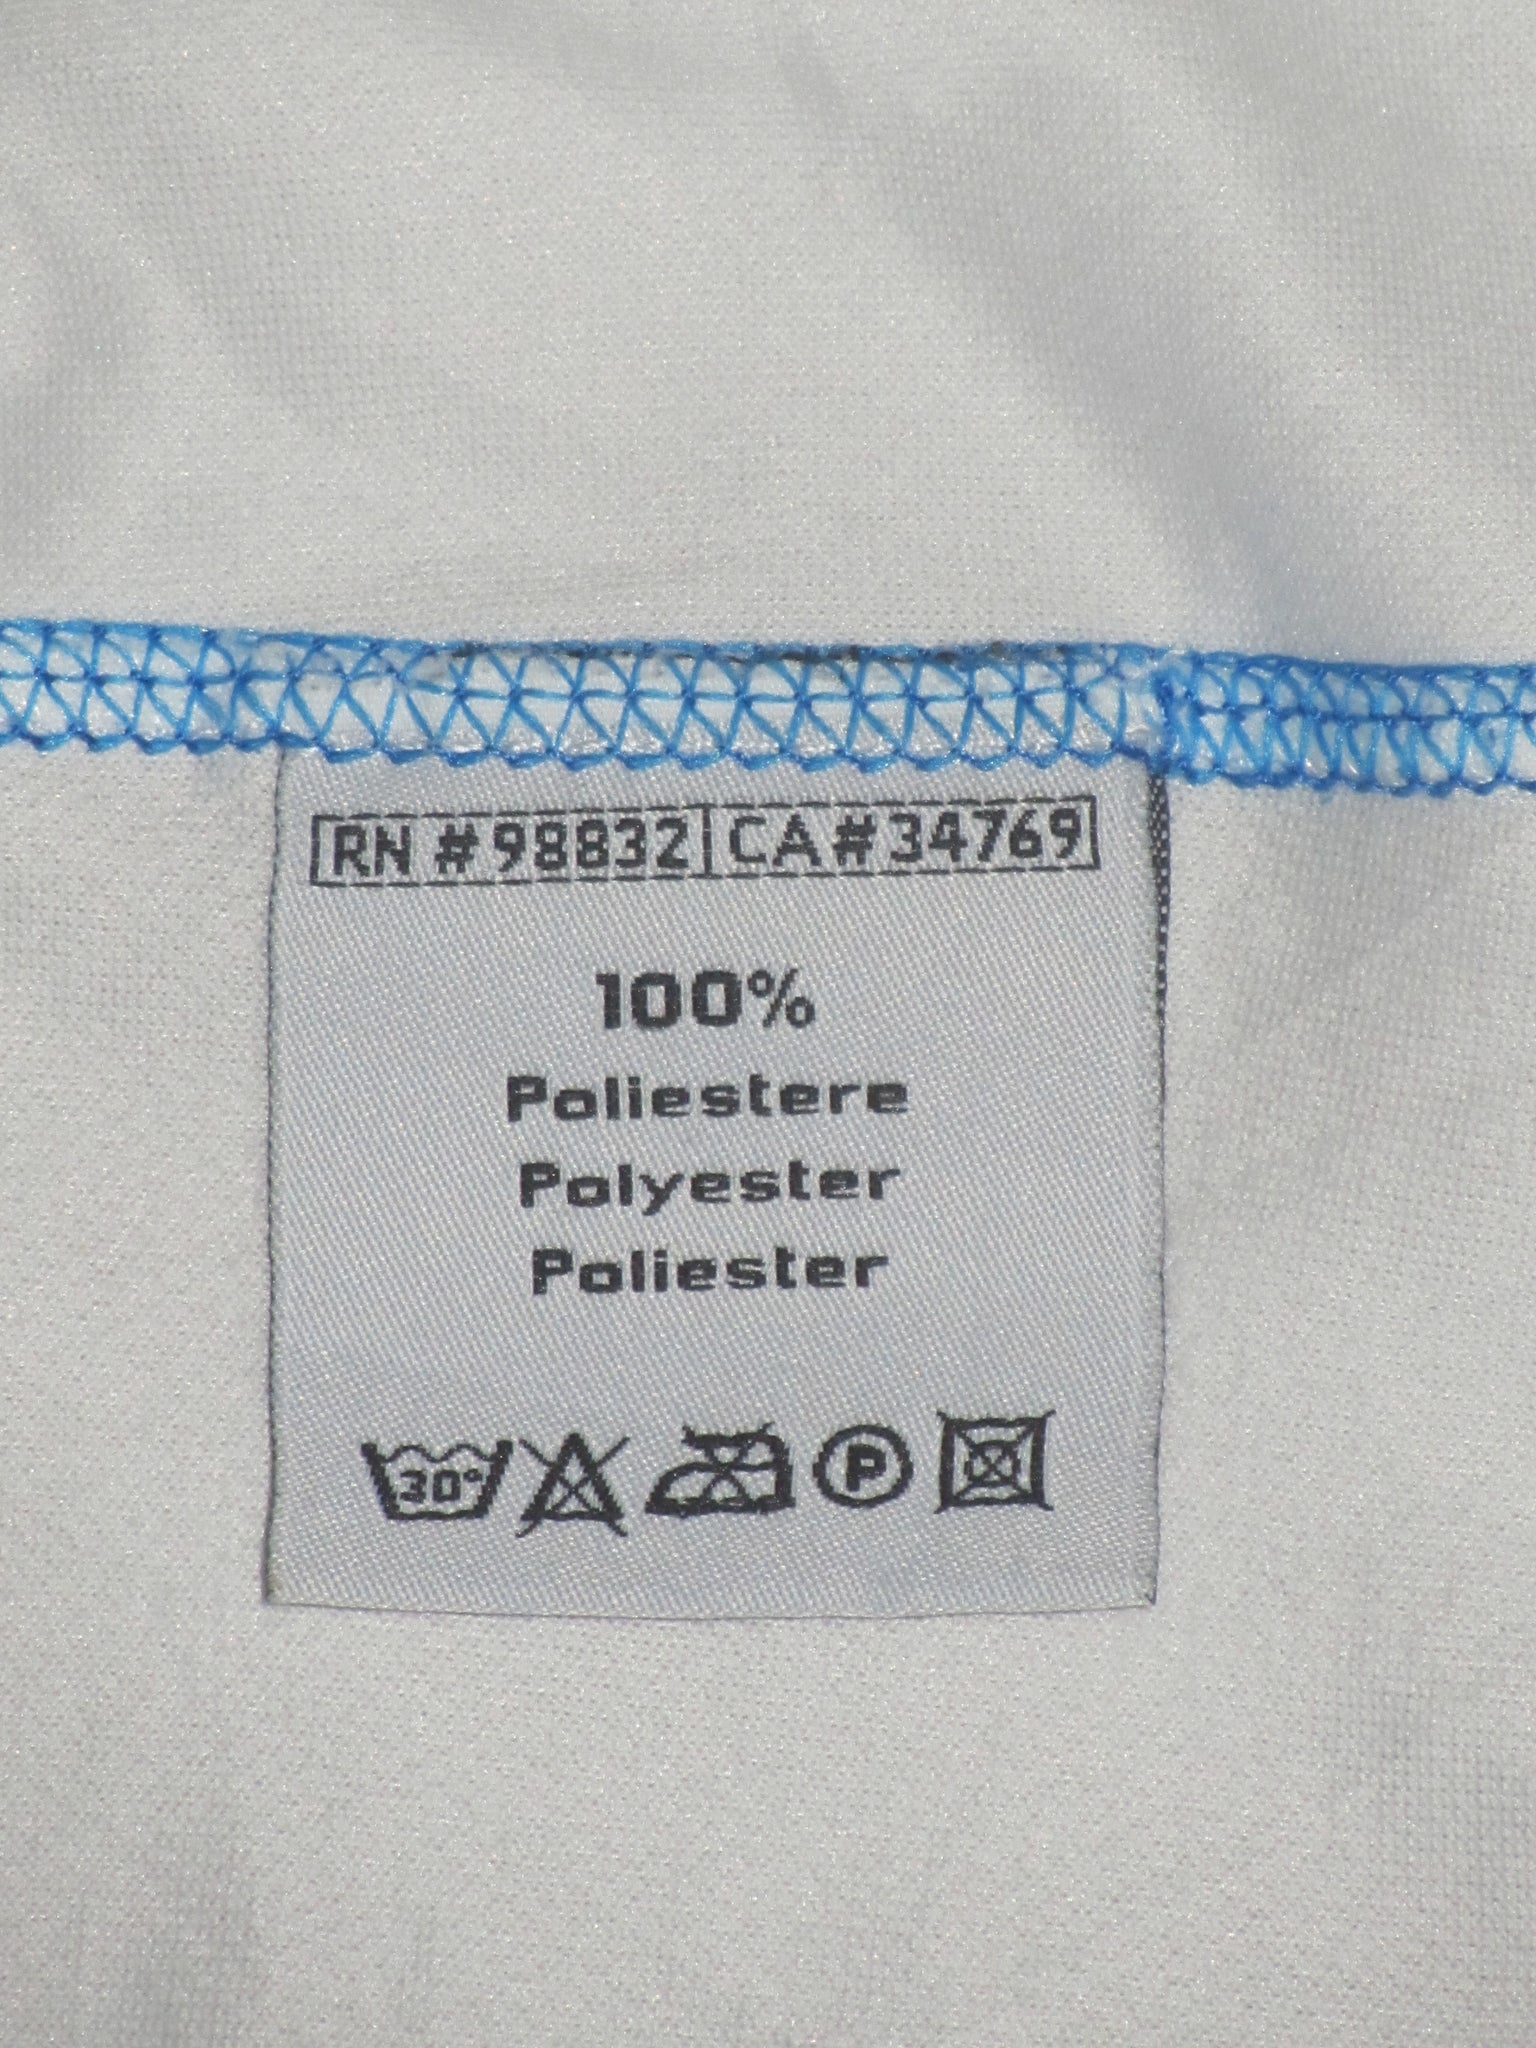 RN #98832 CA#34769
100%
Poliestere
Polyester
Poliester
30° P